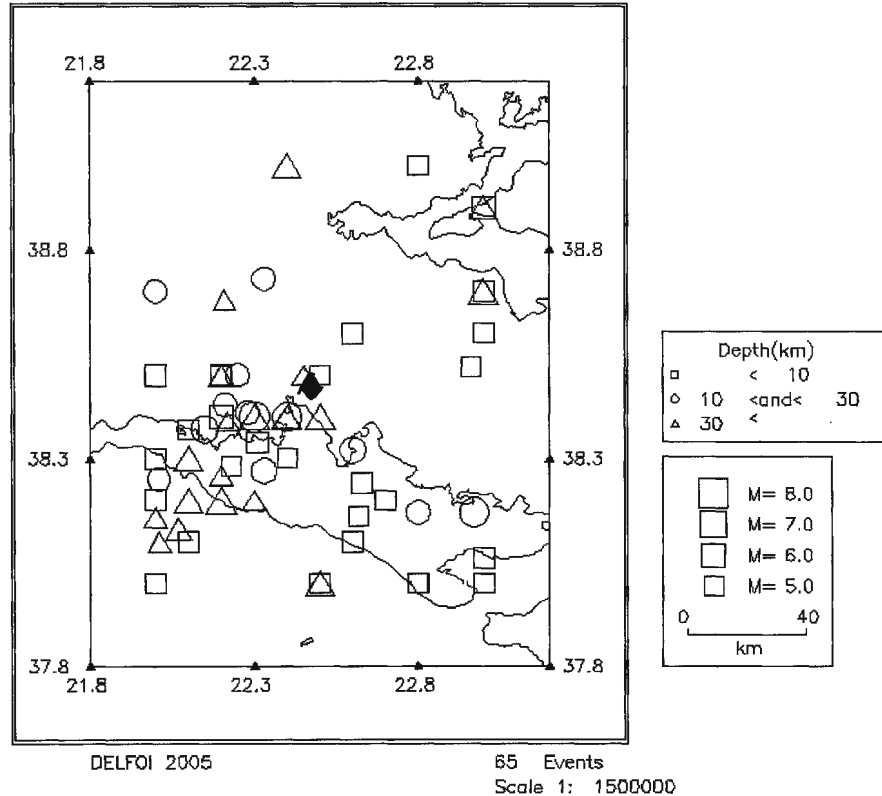 21.8 22.3 22.8
38.8 38.8
38.3 38.3
37.8 37.8
21.8 22.3 22.8
Depth(km)
< 10
10 <and< 30
30 <
M= 8.0
M= 7.0
M= 6.0
M= 5.0
0 40
km
DELFOI 2005 65 Events
Scale 1: 1500000